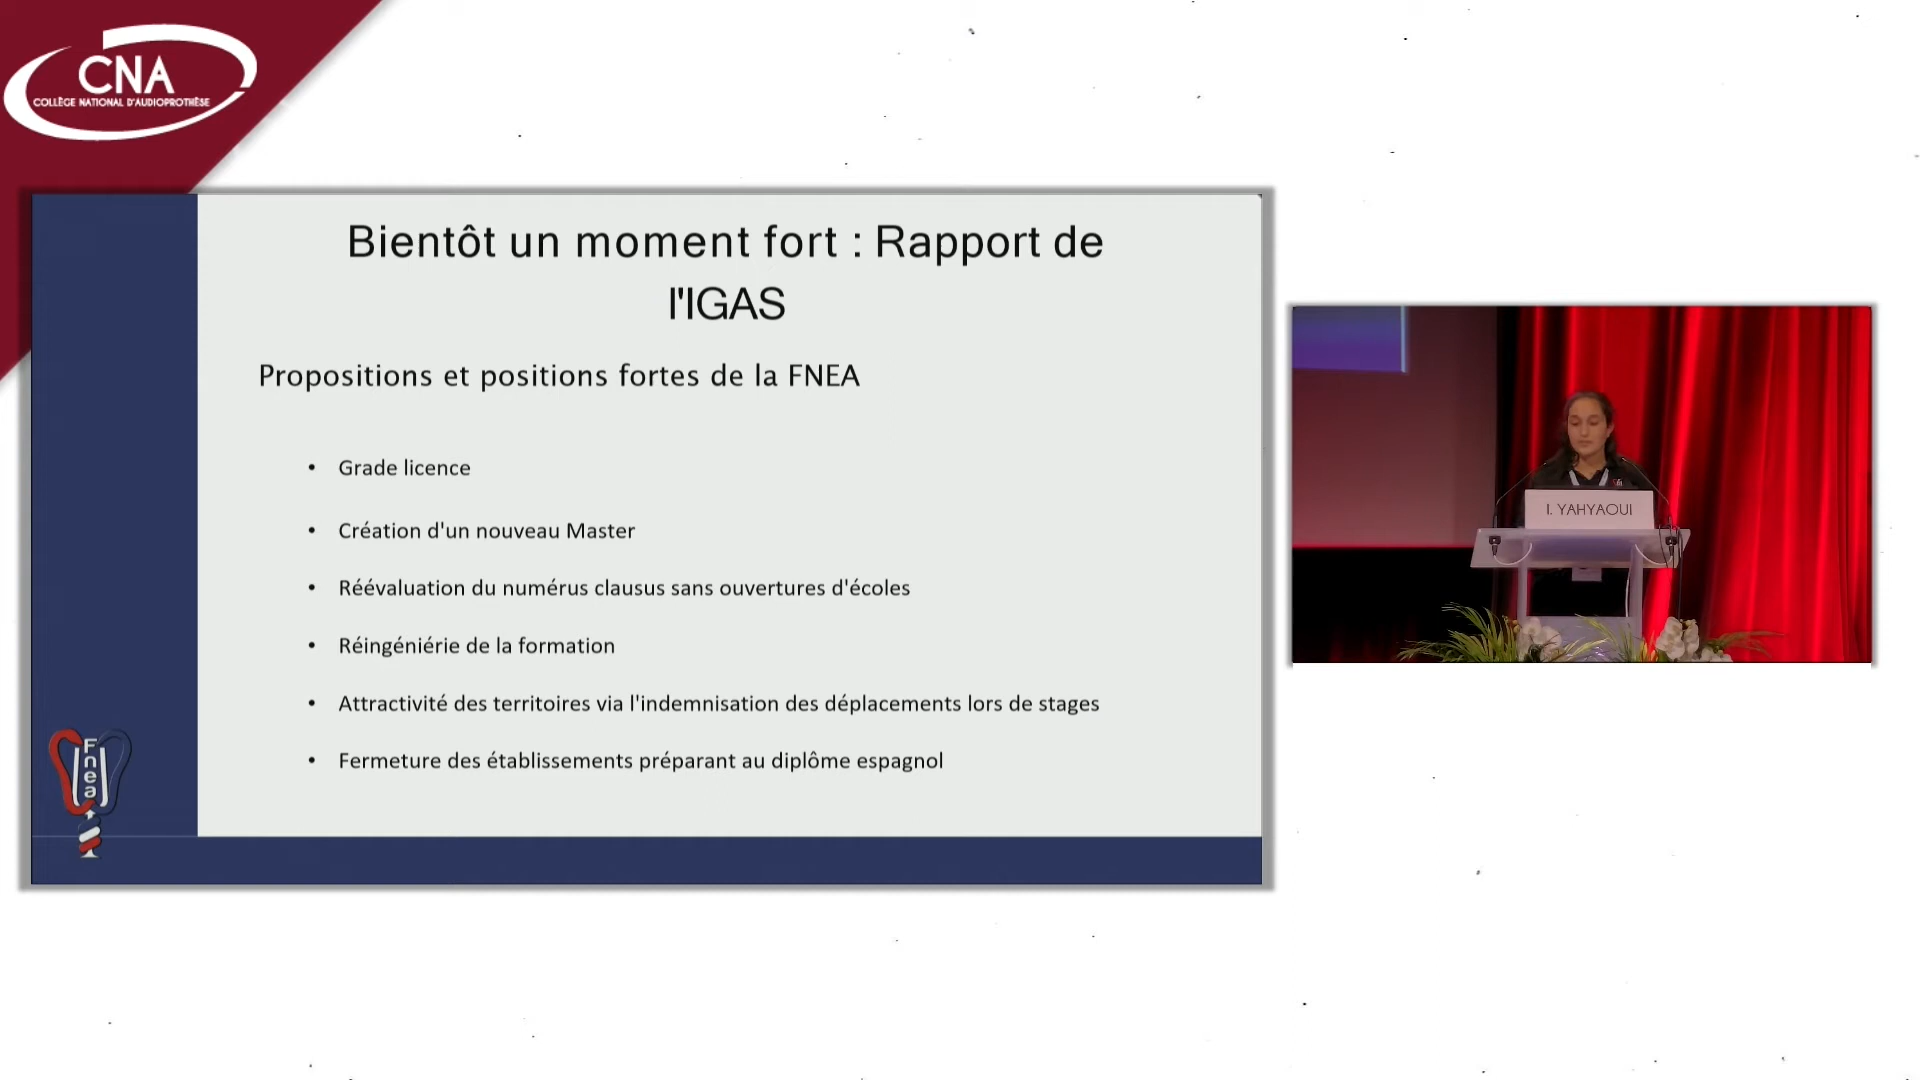 CNA
COLLÈGE NATIONAL D'AUDIOPROTHÈSE
Bientôt un moment fort : Rapport de
l'IGAS
Propositions et positions fortes de la FNEA
• Grade licence
• Création d'un nouveau Master
• Réévaluation du numérus clausus sans ouvertures d'écoles
• Réingéniérie de la formation
• Attractivité des territoires via l'indemnisation des déplacements lors de stages
• Fermeture des établissements préparant au diplôme espagnol
Fnea
I. YAHYAOUI